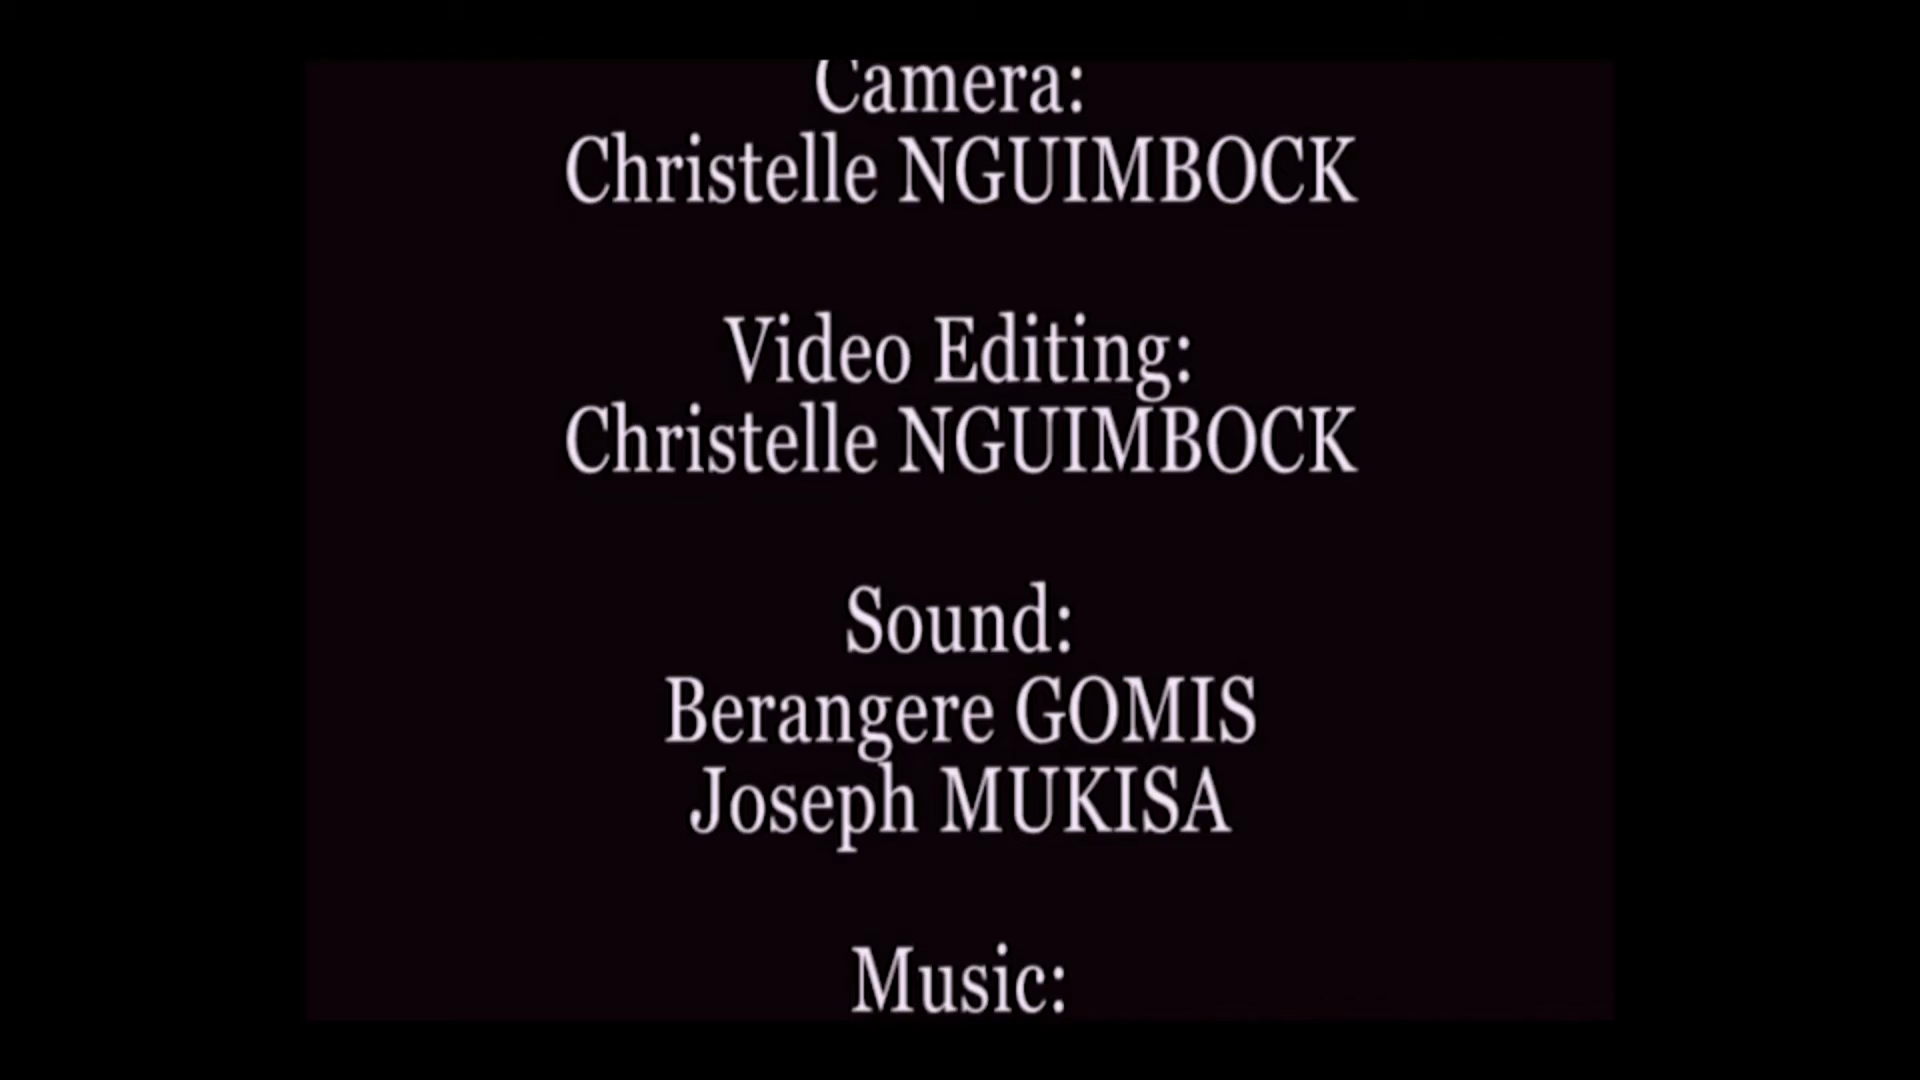 Camera:
Christelle NGUIMBOCK
Video Editing:
Christelle NGUIMBOCK
Sound:
Berangere GOMIS
Joseph MUKISA
Music: